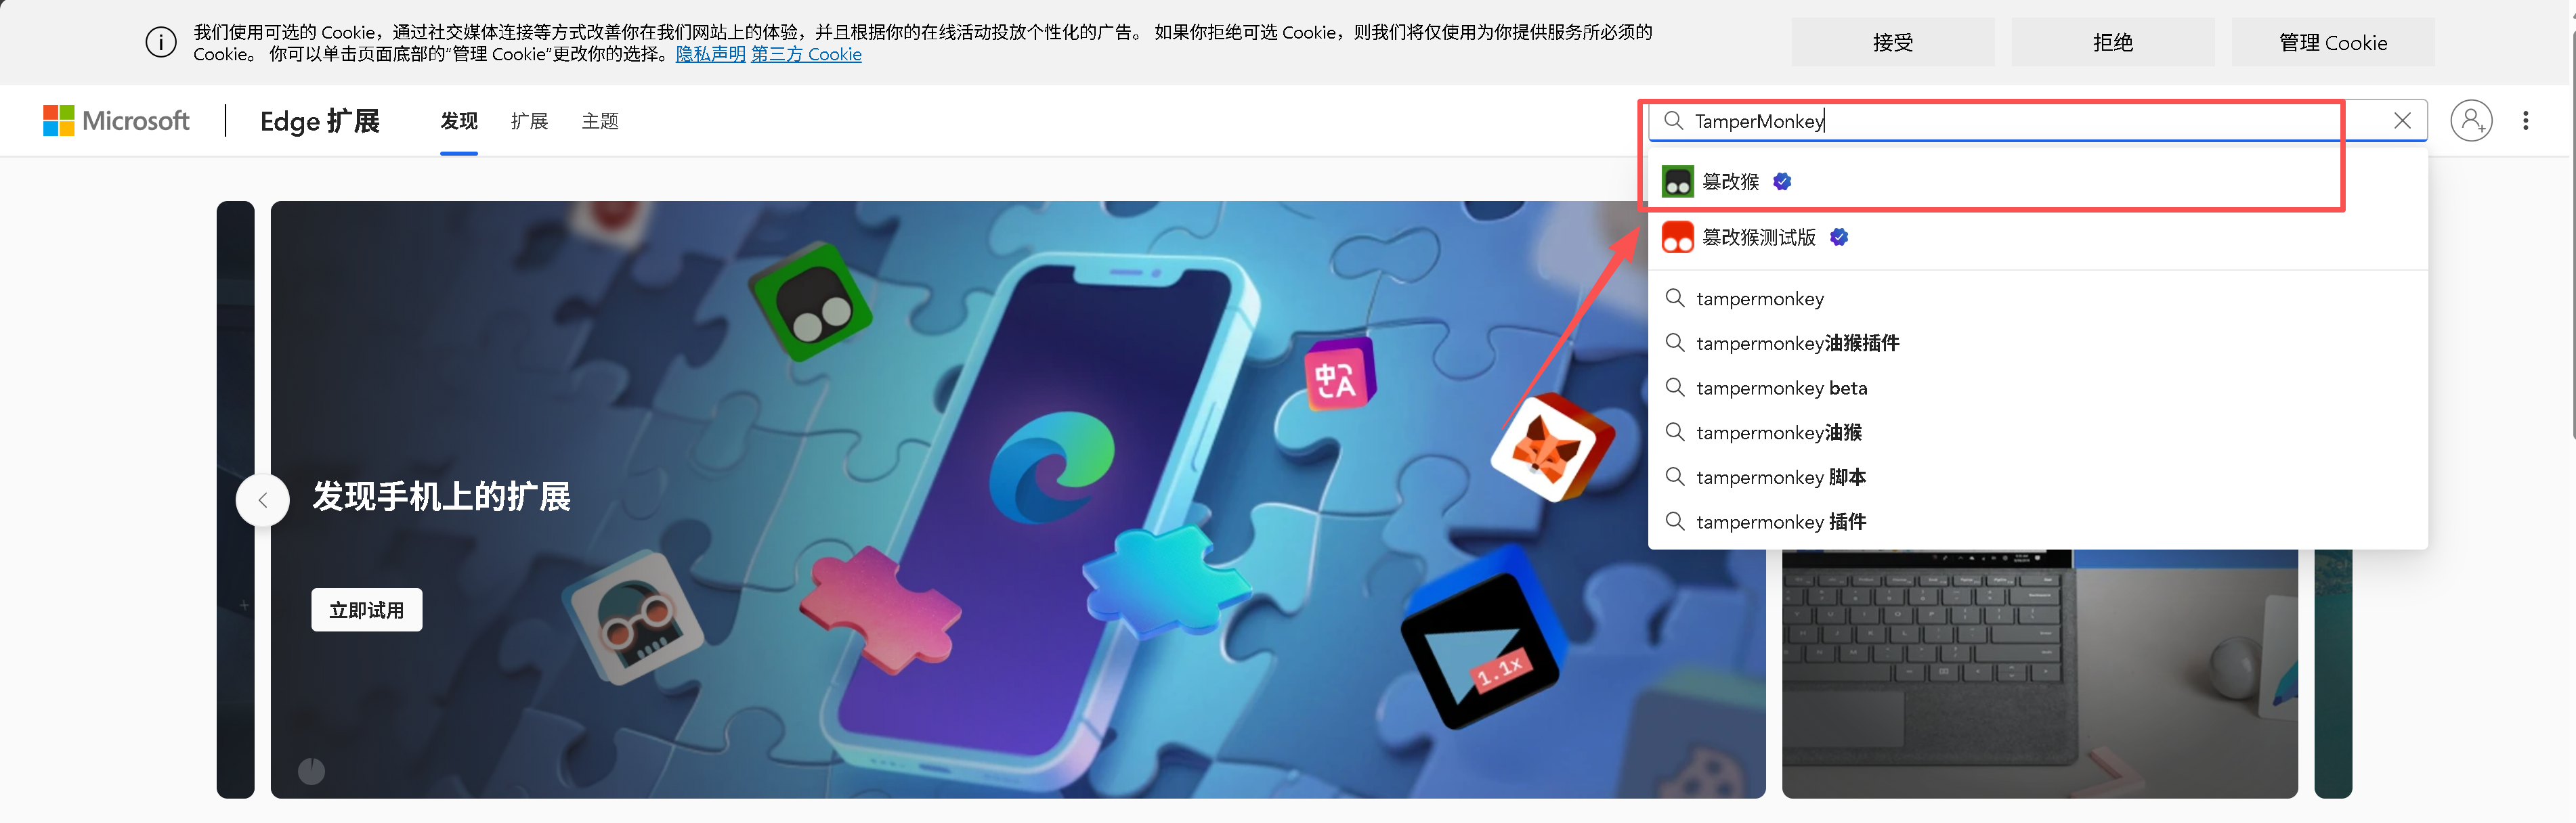 我们使用可选的 Cookie，通过社交媒体连接等方式改善你在我们网站上的体验，并且根据你的在线活动投放个性化的广告。 如果你拒绝可选 Cookie，则我们将仅使用为你提供服务所必须的
Cookie。 你可以单击页面底部的“管理 Cookie”更改你的选择。隐私声明 第三方 Cookie
接受
拒绝
管理 Cookie
Microsoft
Edge 扩展
发现
扩展
主题
TamperMonkey
篡改猴
篡改猴测试版
tampermonkey
tampermonkey油猴插件
tampermonkey beta
tampermonkey油猴
tampermonkey 脚本
tampermonkey 插件
中A
发现手机上的扩展
立即试用
1.1x